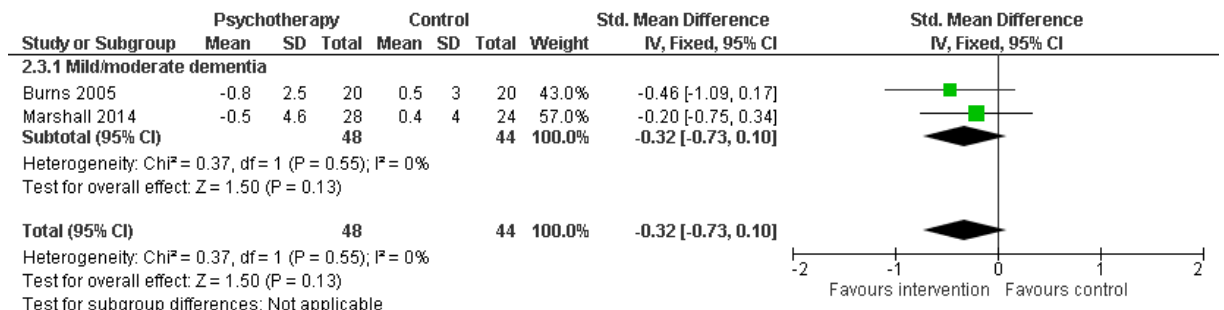 Psychotherapy Control Std. Mean Difference Std. Mean Difference
Study or Subgroup Mean SD Total Mean SD Total Weight IV, Fixed, 95% CI IV, Fixed, 95% CI
2.3.1 Mild/moderate dementia
Burns 2005 -0.8 2.5 20 0.5 3 20 43.0% -0.46 [-1.09, 0.17]
Marshall 2014 -0.5 4.6 28 0.4 4 24 57.0% -0.20 [-0.75, 0.34]
Subtotal (95% CI) 48 44 100.0% -0.32 [-0.73, 0.10]
Heterogeneity: Chi² = 0.37, df = 1 (P = 0.55); I² = 0%
Test for overall effect: Z = 1.50 (P = 0.13)
Total (95% CI) 48 44 100.0% -0.32 [-0.73, 0.10]
Heterogeneity: Chi² = 0.37, df = 1 (P = 0.55); I² = 0%
Test for overall effect: Z = 1.50 (P = 0.13)
Test for subgroup differences: Not applicable
-2 -1 0 1 2
Favours intervention Favours control